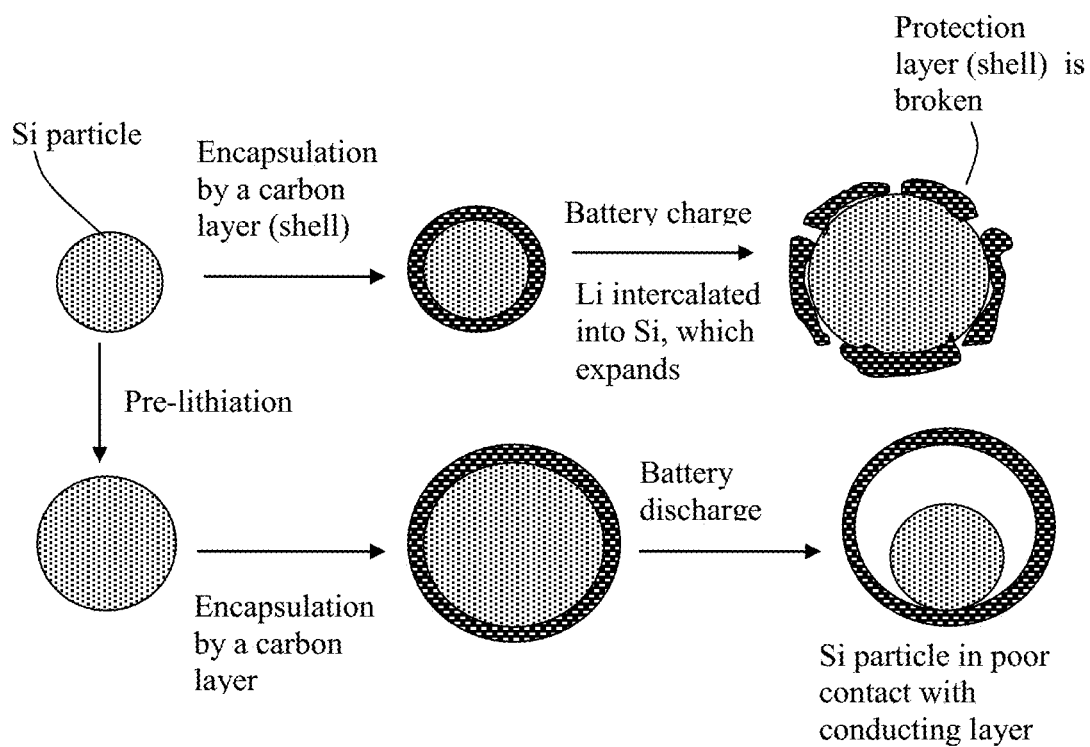 Protection
layer (shell) is
broken
Si particle
Encapsulation
by a carbon
layer (shell)
Battery charge
Li intercalated
into Si, which
expands
Pre-lithiation
Battery
discharge
Encapsulation
by a carbon
layer
Si particle in poor
contact with
conducting layer